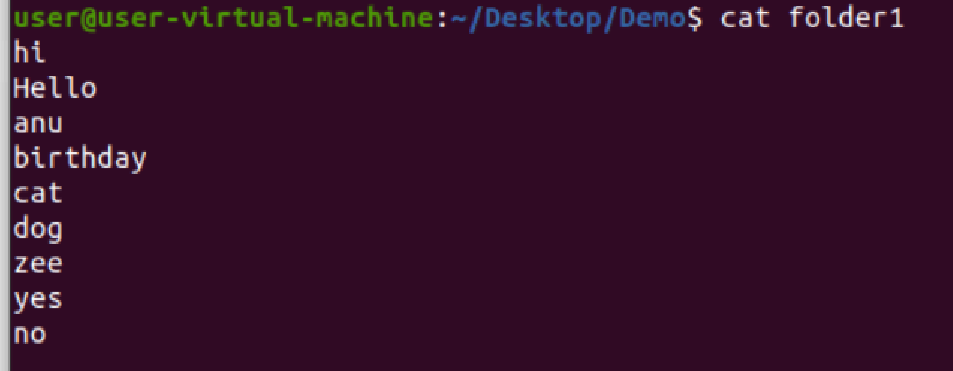 user@user-virtual-machine:~/Desktop/Demo$ cat folder1
hi
Hello
anu
birthday
cat
dog
zee
yes
no